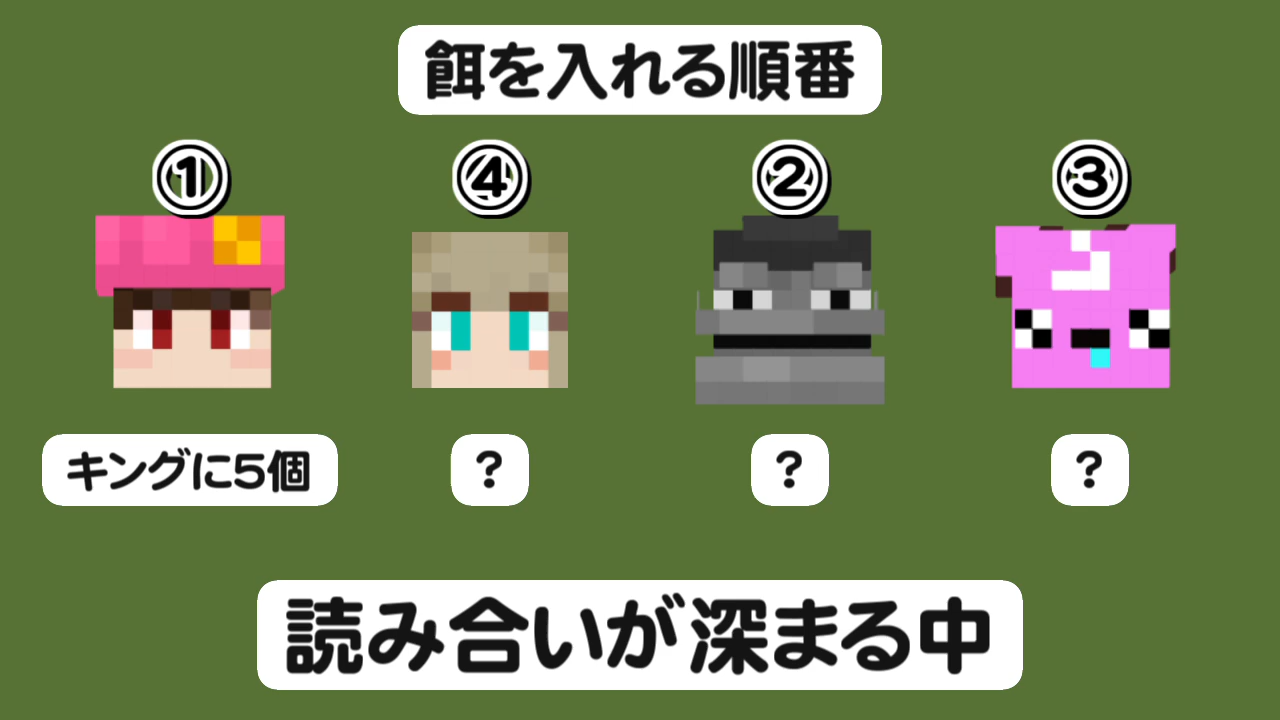 餌を入れる順番
① ④ ② ③
キングに5個 ? ? ?
読み合いが深まる中